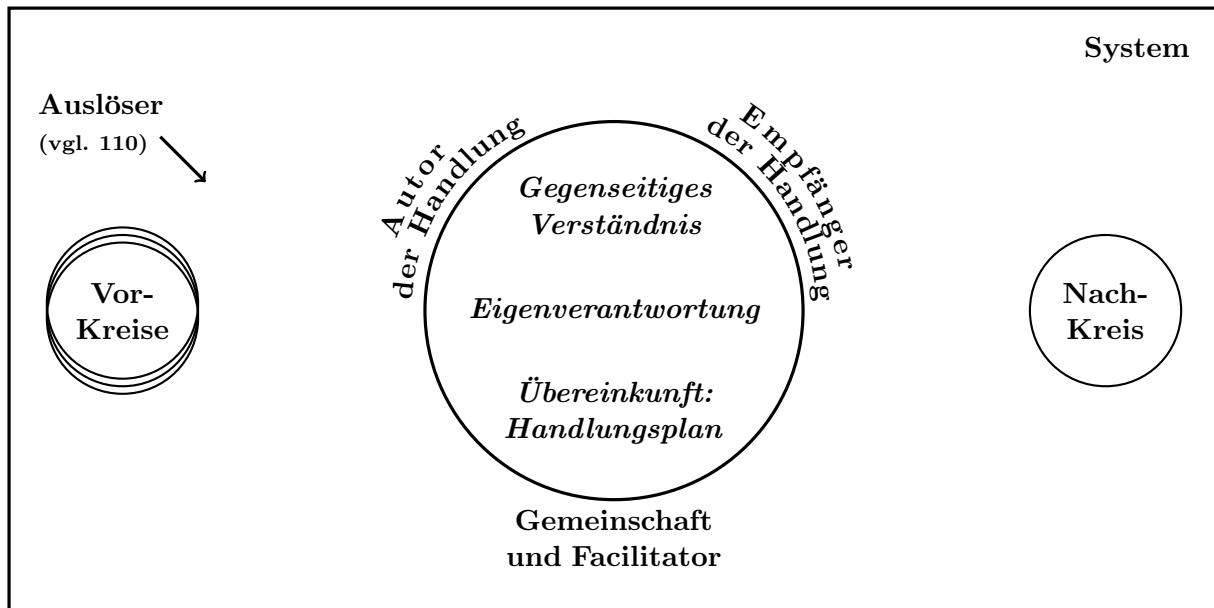 System
Auslöser
(vgl. 110)
Autor
der Handlung
Empfänger
der Handlung
Gegenseitiges
Verständnis
Eigenverantwortung
Übereinkunft:
Handlungsplan
Vor-
Kreise
Nach-
Kreis
Gemeinschaft
und Facilitator